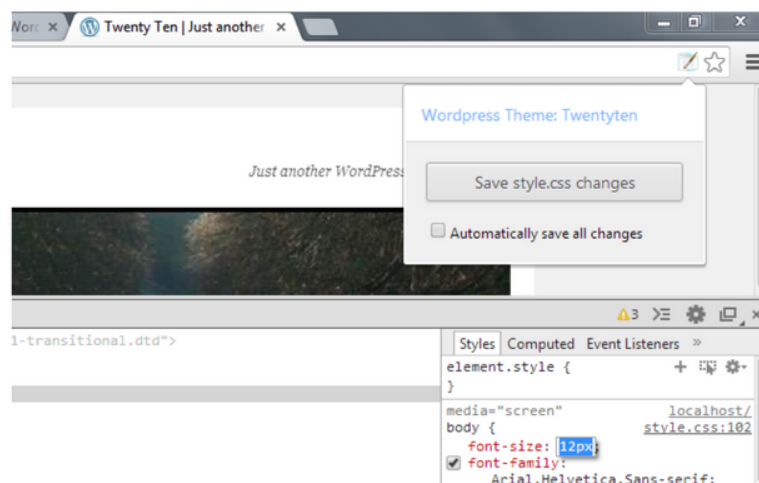 Twenty Ten | Just another
Wordpress Theme: Twentyten
Just another WordPress
Save style.css changes
Automatically save all changes
3
1-transitional.dtd">
Styles Computed Event Listeners »
element.style {
}
media="screen" localhost/
body { style.css:102
font-size: 12px;
font-family:
Arial,Helvetica,Sans-serif;